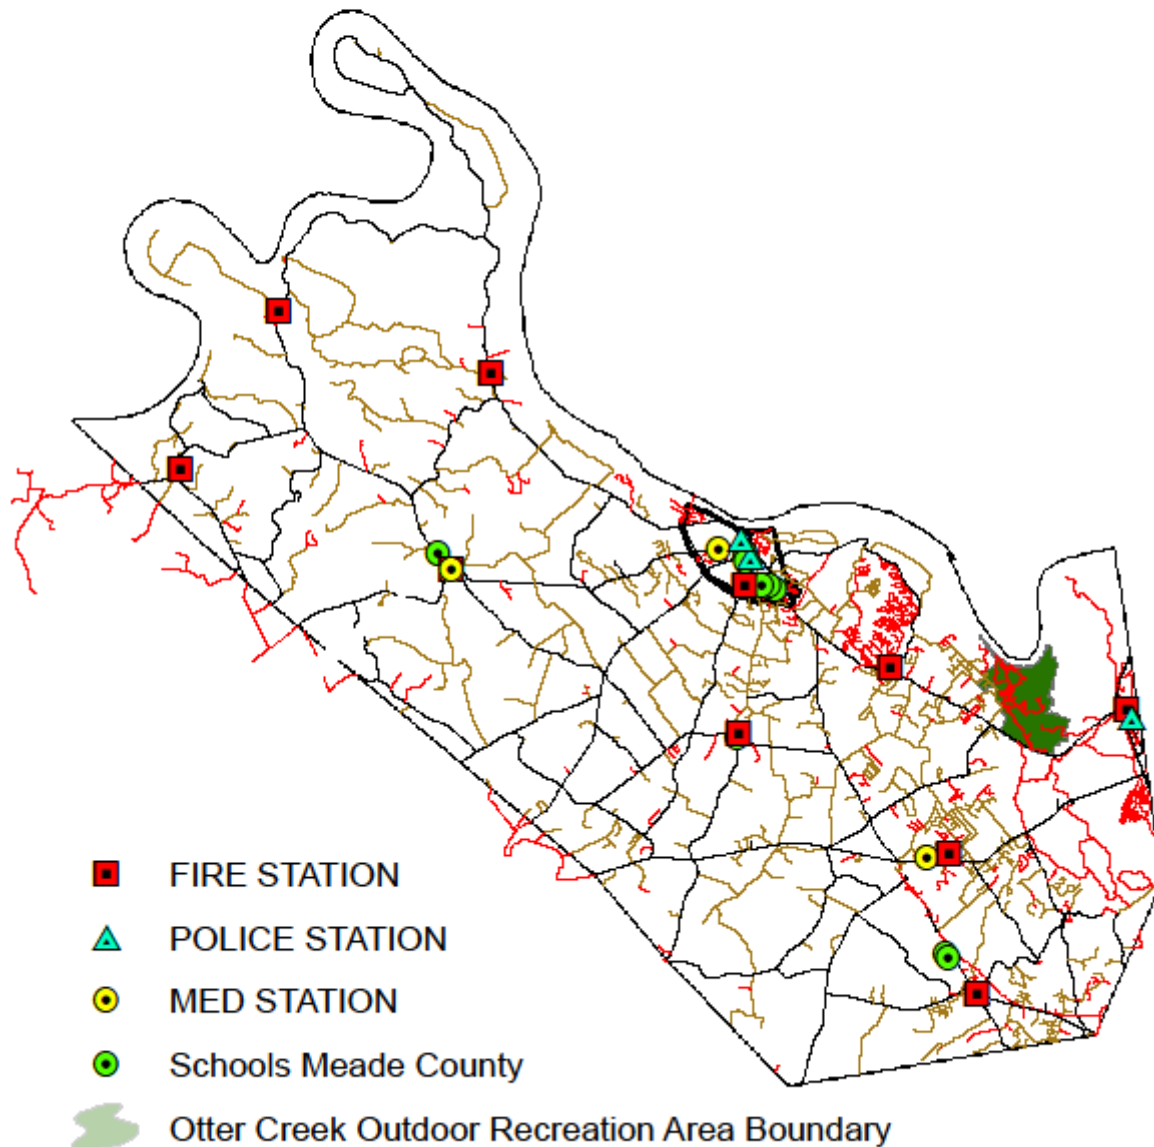 FIRE STATION
POLICE STATION
MED STATION
Schools Meade County
Otter Creek Outdoor Recreation Area Boundary